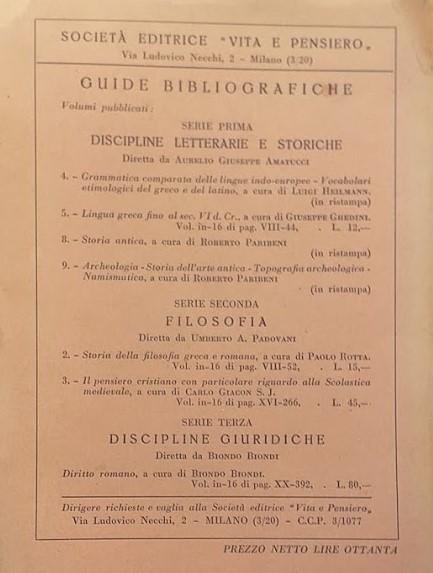 SOCIETÀ EDITRICE "VITA E PENSIERO„
Via Ludovico Necchi, 2 - Milano (3/20)
GUIDE BIBLIOGRAFICHE
Volumi pubblicati:
SERIE PRIMA
DISCIPLINE LETTERARIE E STORICHE
Diretta da AURELIO GIUSEPPE AMATUCCI
4. - Grammatica comparata delle lingue indo-europee - Vocabolari
etimologici del greco e del latino, a cura di LUIGI HEILMANN.
(in ristampa)
5. - Lingua greca fino al sec. VI d. Cr., a cura di GIUSEPPE GHEDINI.
Vol. in-16 di pag. VIII-44, . L. 12,—
8. - Storia antica, a cura di ROBERTO PARIBENI
(in ristampa)
9. - Archeologia - Storia dell'arte antica - Topografia archeologica -
Numismatica, a cura di ROBERTO PARIBENI
(in ristampa)
SERIE SECONDA
FILOSOFIA
Diretta da UMBERTO A. PADOVANI
2. - Storia della filosofia greca e romana, a cura di PAOLO ROTTA.
Vol. in-16 di pag. VIII-52, . L. 15,—
3. - Il pensiero cristiano con particolare riguardo alla Scolastica
medievale, a cura di CARLO GIACON S. J.
Vol. in-16 di pag. XVI-266, . L. 45,—
SERIE TERZA
DISCIPLINE GIURIDICHE
Diretta da BIONDO BIONDI
Diritto romano, a cura di BIONDO BIONDI.
Vol. in-16 di pag. XX-392, . L. 80,—
Dirigere richieste e vaglia alla Società editrice "Vita e Pensiero„
Via Ludovico Necchi, 2 - MILANO (3/20) - C.C.P. 3/1077
PREZZO NETTO LIRE OTTANTA